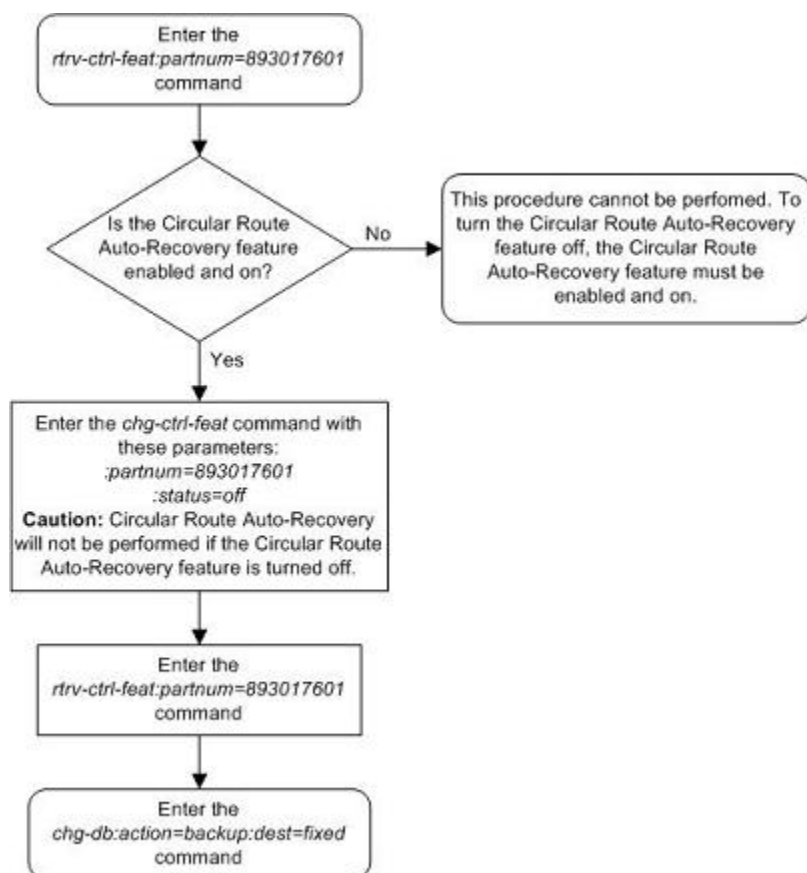 Enter the
rtrv-ctrl-feat:partnum=893017601
command
Is the Circular Route
Auto-Recovery feature
enabled and on?
No
This procedure cannot be perfomed. To
turn the Circular Route Auto-Recovery
feature off, the Circular Route
Auto-Recovery feature must be
enabled and on.
Yes
Enter the chg-ctrl-feat command with
these parameters:
:partnum=893017601
:status=off
Caution: Circular Route Auto-Recovery
will not be performed if the Circular Route
Auto-Recovery feature is turned off.
Enter the
rtrv-ctrl-feat:partnum=893017601
command
Enter the
chg-db:action=backup:dest=fixed
command